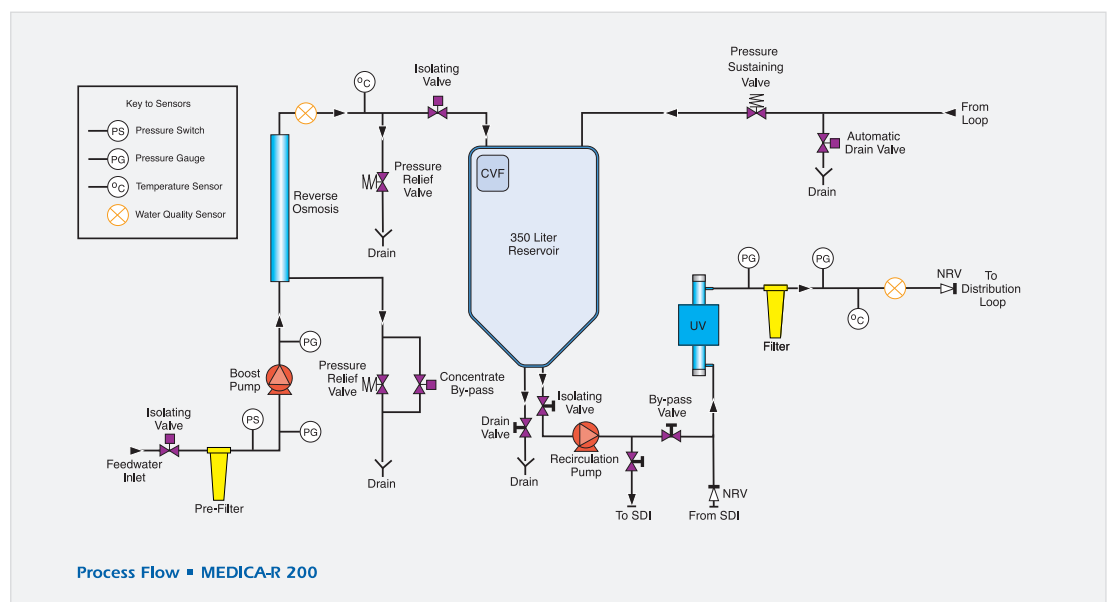 Key to Sensors
PS Pressure Switch
PG Pressure Gauge
°C Temperature Sensor
Water Quality Sensor
°C
Isolating
Valve
Pressure
Sustaining
Valve
From
Loop
Automatic
Drain Valve
Drain
Pressure
Relief
Valve
Drain
Reverse
Osmosis
CVF
350 Liter
Reservoir
PG
PG
NRV
To
Distribution
Loop
°C
UV
Filter
PG
Boost
Pump
Pressure
Relief
Valve
Concentrate
By-pass
Drain
Isolating
Valve
Drain
Valve
Drain
By-pass
Valve
Recirculation
Pump
To SDI
NRV
From SDI
Isolating
Valve
PS
PG
Feedwater
Inlet
Pre-Filter
Process Flow ▪ MEDICA-R 200